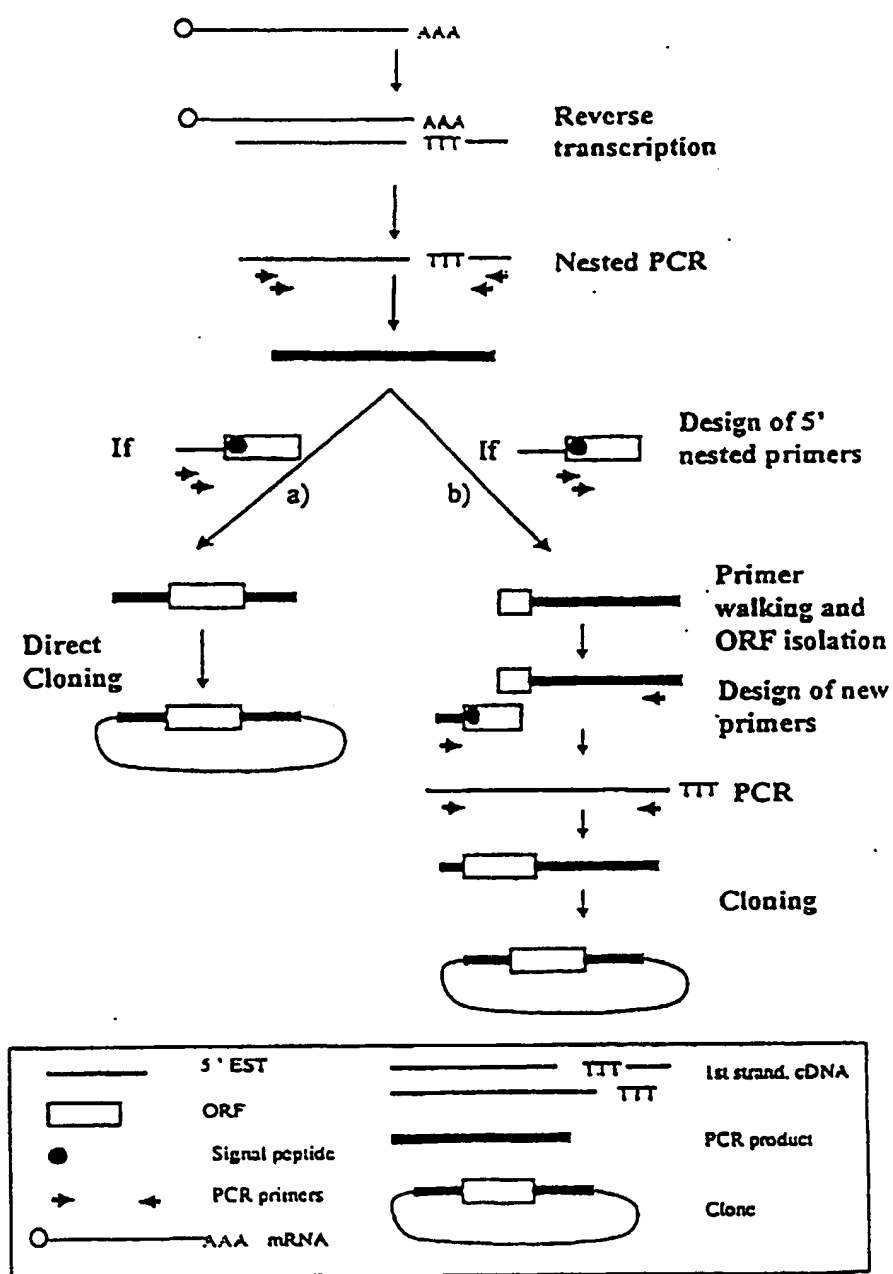 AAA
AAA
TTT
Reverse
transcription
TTT
Nested PCR
If
a)
If
b)
Design of 5'
nested primers
Direct
Cloning
Primer
walking and
ORF isolation
Design of new
primers
TTT PCR
Cloning
5' EST
ORF
Signal peptide
PCR primers
AAA mRNA
TTT
TTT
1st strand. cDNA
PCR product
Clone